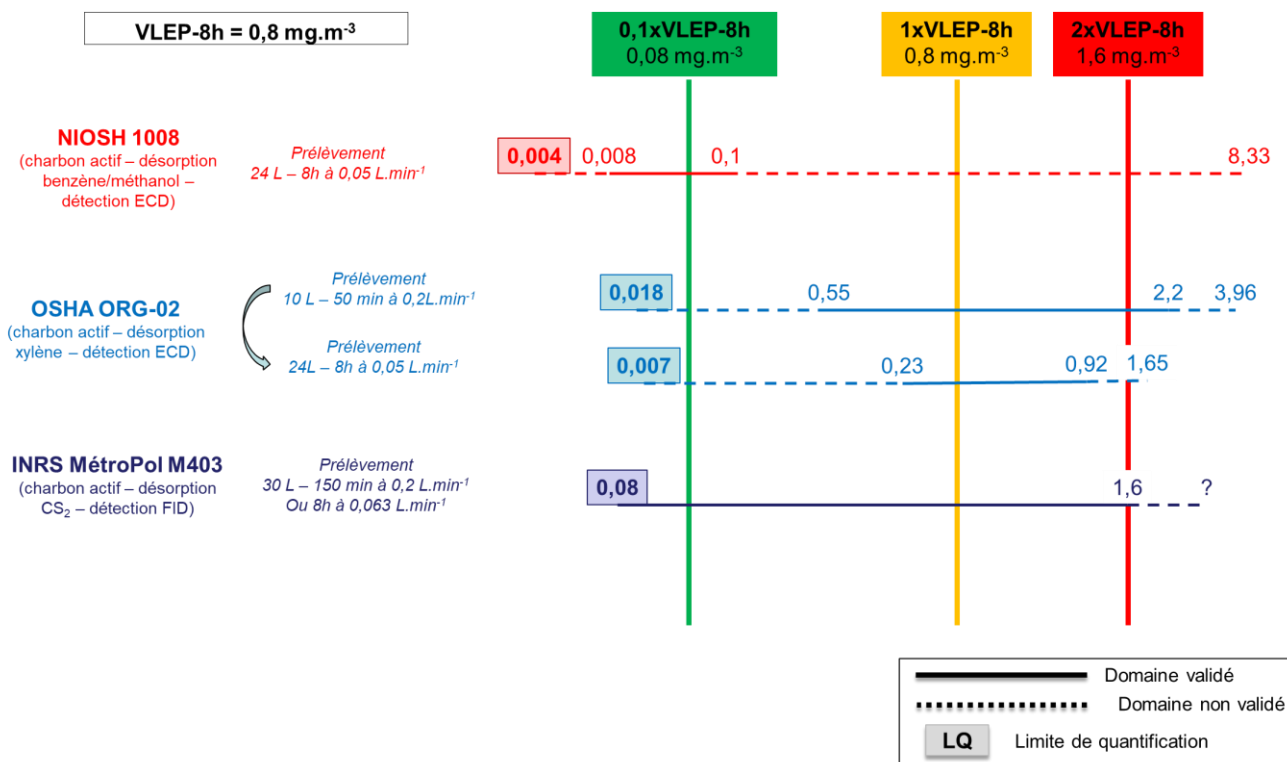 VLEP-8h = 0,8 mg.m⁻³
0,1xVLEP-8h
0,08 mg.m⁻³
1xVLEP-8h
0,8 mg.m⁻³
2xVLEP-8h
1,6 mg.m⁻³
NIOSH 1008
(charbon actif – désorption
benzène/méthanol –
détection ECD)
Prélèvement
24 L – 8h à 0,05 L.min⁻¹
0,004 0,008 0,1 8,33
OSHA ORG-02
(charbon actif – désorption
xylène – détection ECD)
Prélèvement
10 L – 50 min à 0,2L.min⁻¹
0,018 0,55 2,2 3,96
Prélèvement
24L – 8h à 0,05 L.min⁻¹
0,007 0,23 0,92 1,65
INRS MétroPol M403
(charbon actif – désorption
CS₂ – détection FID)
Prélèvement
30 L – 150 min à 0,2 L.min⁻¹
Ou 8h à 0,063 L.min⁻¹
0,08 1,6 ?
Domaine validé
Domaine non validé
LQ Limite de quantification